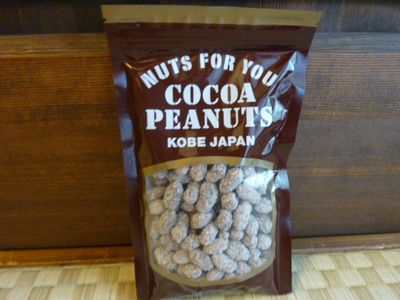 NUTS FOR YOU
COCOA
PEANUTS
KOBE JAPAN